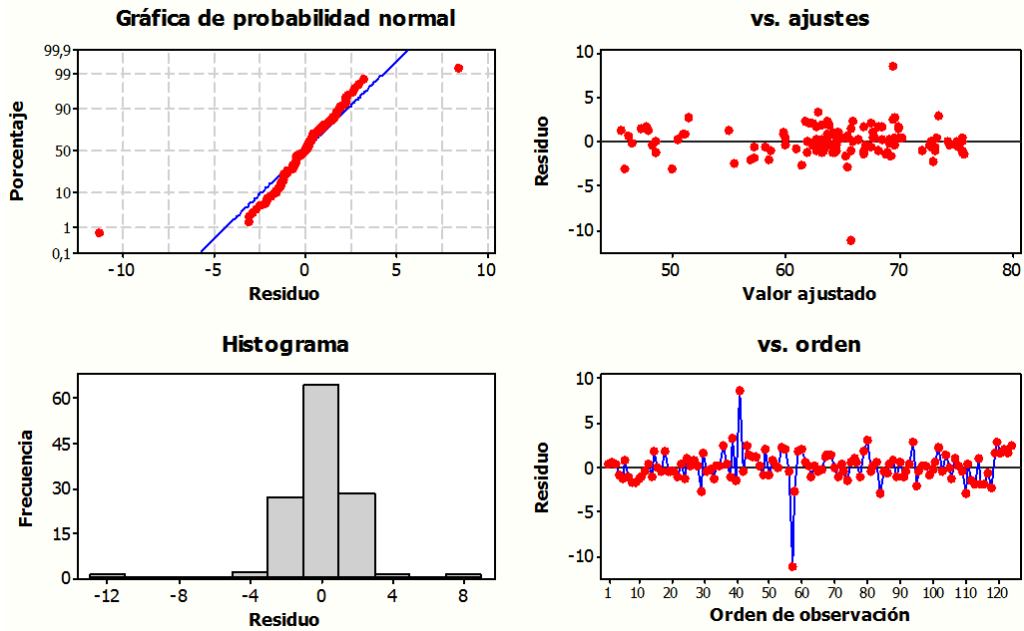 Gráfica de probabilidad normal
Porcentaje
99,9
99
90
50
10
1
0,1
-10 -5 0 5 10
Residuo
vs. ajustes
Residuo
10
5
0
-5
-10
50 60 70 80
Valor ajustado
Histograma
Frecuencia
60
45
30
15
0
-12 -8 -4 0 4 8
Residuo
vs. orden
Residuo
10
5
0
-5
-10
1 10 20 30 40 50 60 70 80 90 100 110 120
Orden de observación